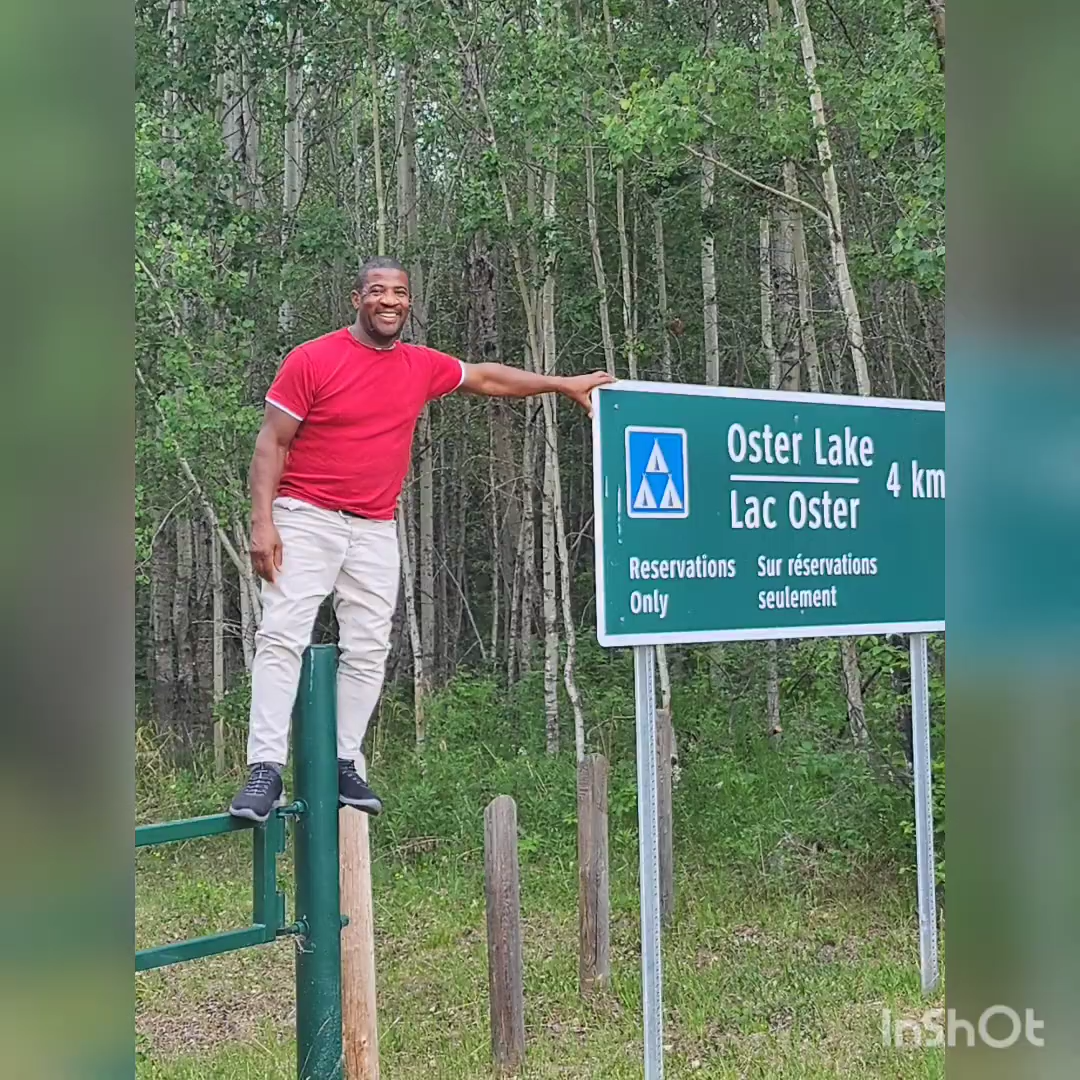 Oster Lake
Lac Oster
4 km
Reservations Only
Sur réservations seulement
InShOt